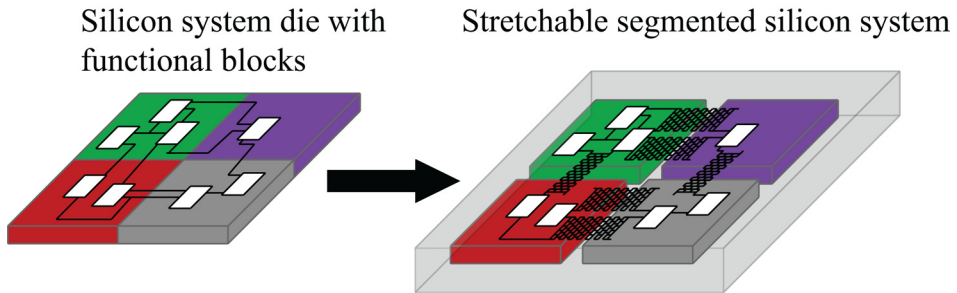 Silicon system die with
functional blocks
Stretchable segmented silicon system